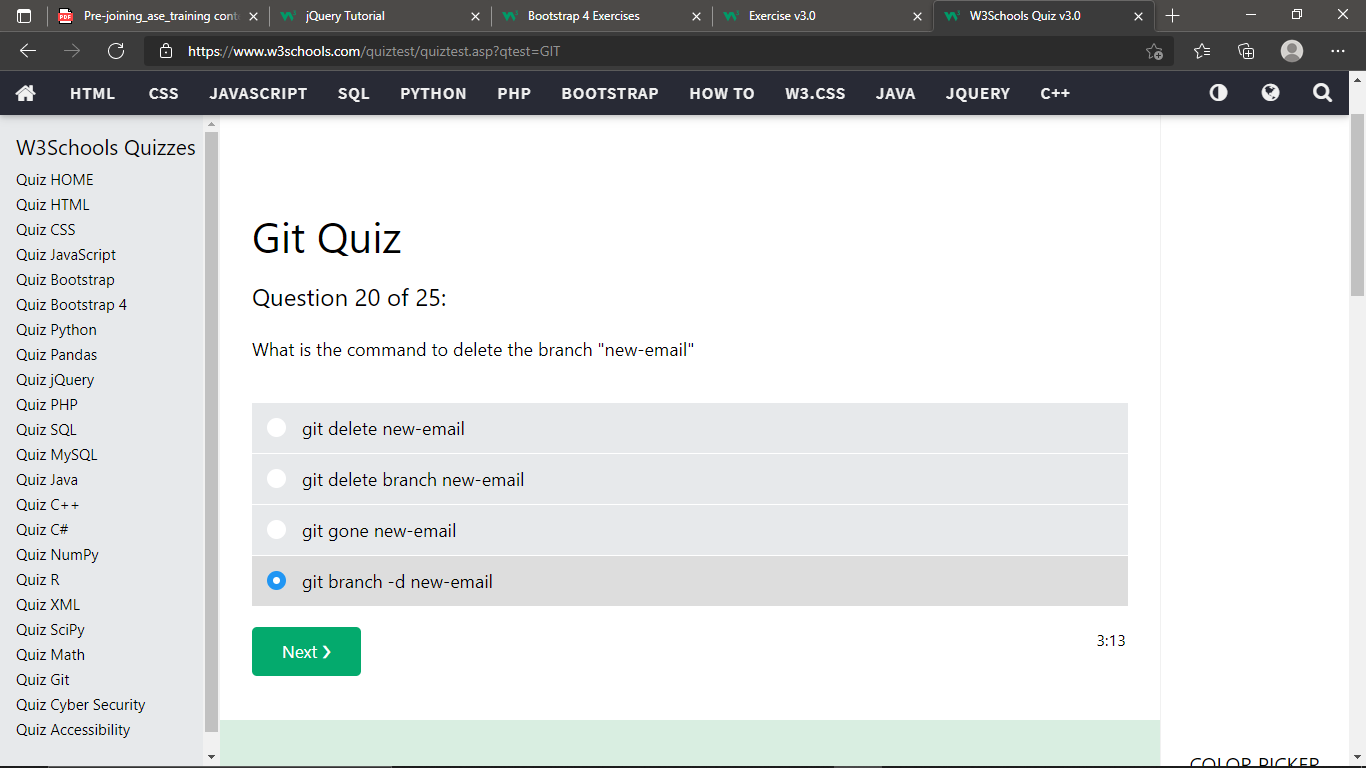 Pre-joining_ase_training cont
jQuery Tutorial
Bootstrap 4 Exercises
Exercise v3.0
W3Schools Quiz v3.0
https://www.w3schools.com/quiztest/quiztest.asp?qtest=GIT
HTML CSS JAVASCRIPT SQL PYTHON PHP BOOTSTRAP HOW TO W3.CSS JAVA JQUERY C++
W3Schools Quizzes
Quiz HOME
Quiz HTML
Quiz CSS
Quiz JavaScript
Quiz Bootstrap
Quiz Bootstrap 4
Quiz Python
Quiz Pandas
Quiz jQuery
Quiz PHP
Quiz SQL
Quiz MySQL
Quiz Java
Quiz C++
Quiz C#
Quiz NumPy
Quiz R
Quiz XML
Quiz SciPy
Quiz Math
Quiz Git
Quiz Cyber Security
Quiz Accessibility
Git Quiz
Question 20 of 25:
What is the command to delete the branch "new-email"
git delete new-email
git delete branch new-email
git gone new-email
git branch -d new-email
Next ❯
3:13
COLOR PICKER